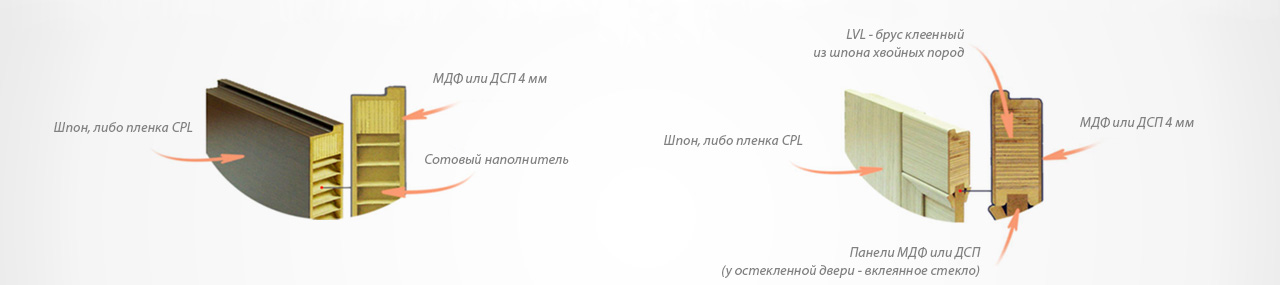 МДФ или ДСП 4 мм
Шпон, либо пленка CPL
Сотовый наполнитель
LVL - брус клеенный
из шпона хвойных пород
МДФ или ДСП 4 мм
Шпон, либо пленка CPL
Панели МДФ или ДСП
(у остекленной двери - вклеянное стекло)